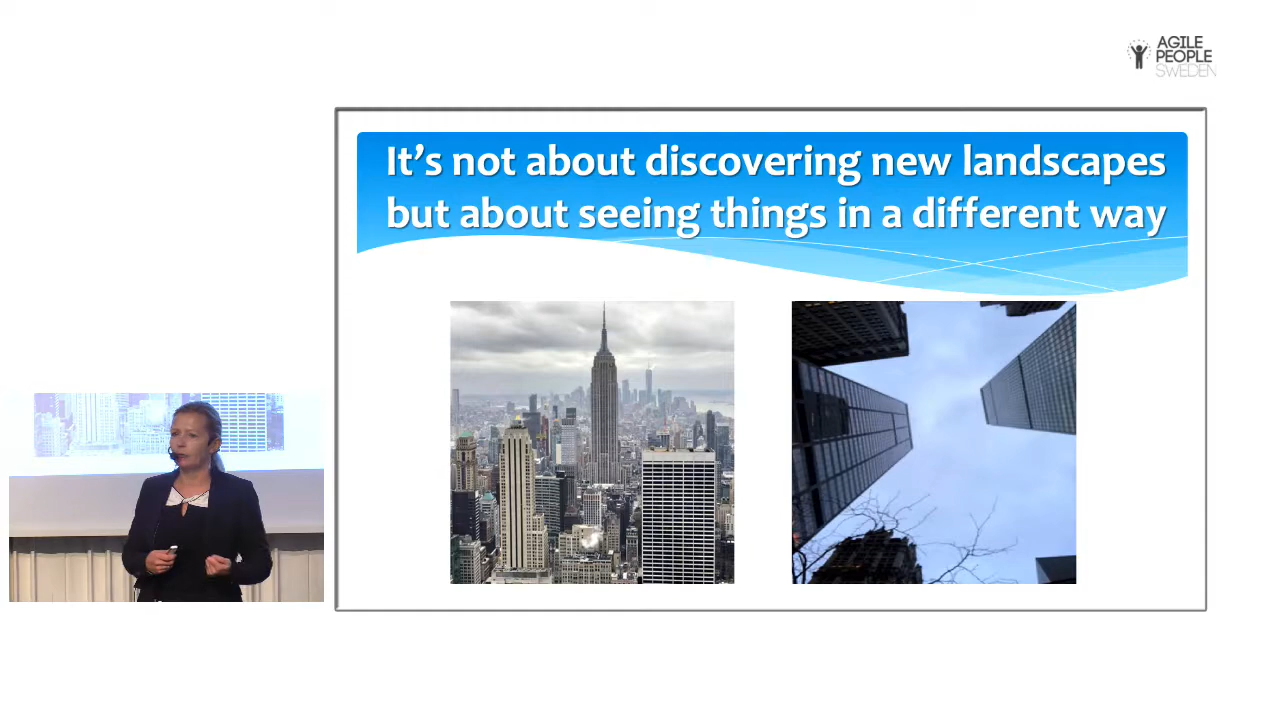 AGILE
PEOPLE
SWEDEN
It's not about discovering new landscapes
but about seeing things in a different way